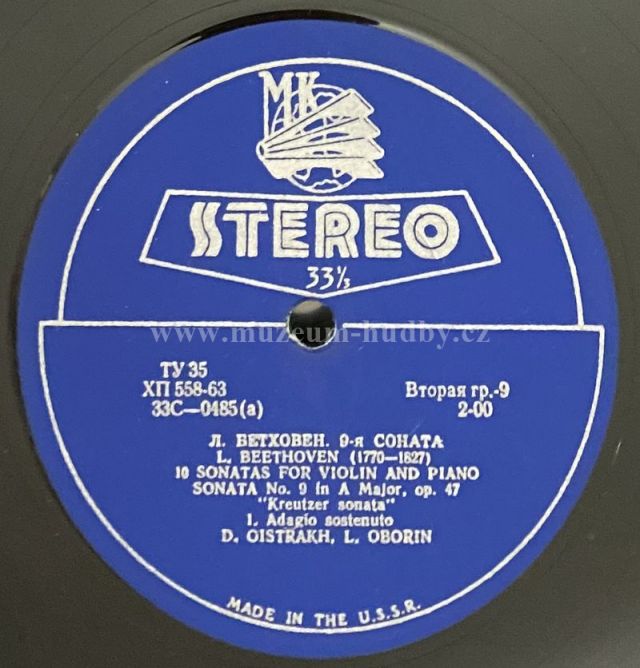 МК
STEREO
33⅓
www.muzeum-hudby.cz
ТУ 35
ХП 558-63
33С—0485(а)
Вторая гр.-9
2-00
Л. БЕТХОВЕН. 9-я СОНАТА
L. BEETHOVEN (1770—1827)
10 SONATAS FOR VIOLIN AND PIANO
SONATA No. 9 in A Major, op. 47
"Kreutzer sonata"
1. Adagio sostenuto
D. OISTRAKH, L. OBORIN
MADE IN THE U.S.S.R.